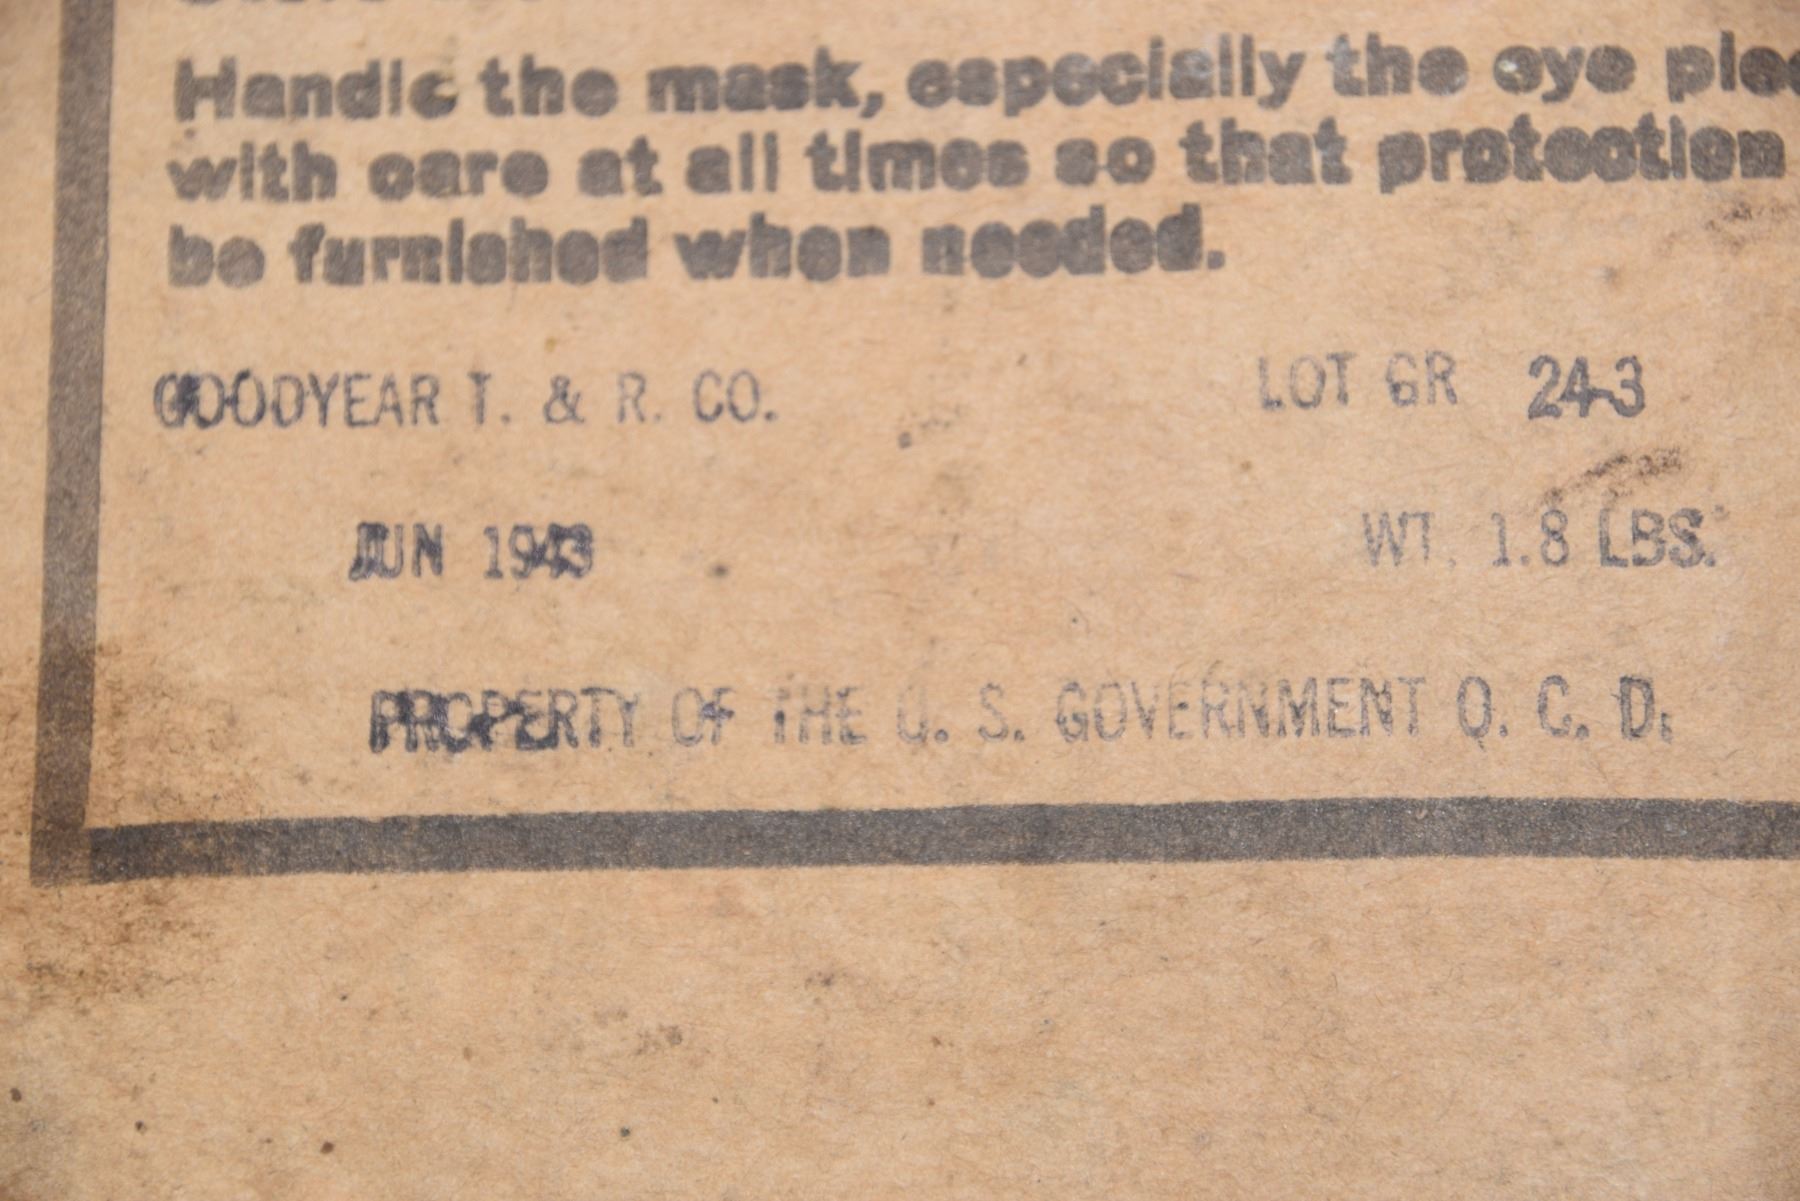 Handle the mask, especially the eye piec
with care at all times so that protection
be furnished when needed.
GOODYEAR T. & R. CO. LOT GR 24-3
JUN 1943 WT. 1.8 LBS.
PROPERTY OF THE U. S. GOVERNMENT O. C. D.